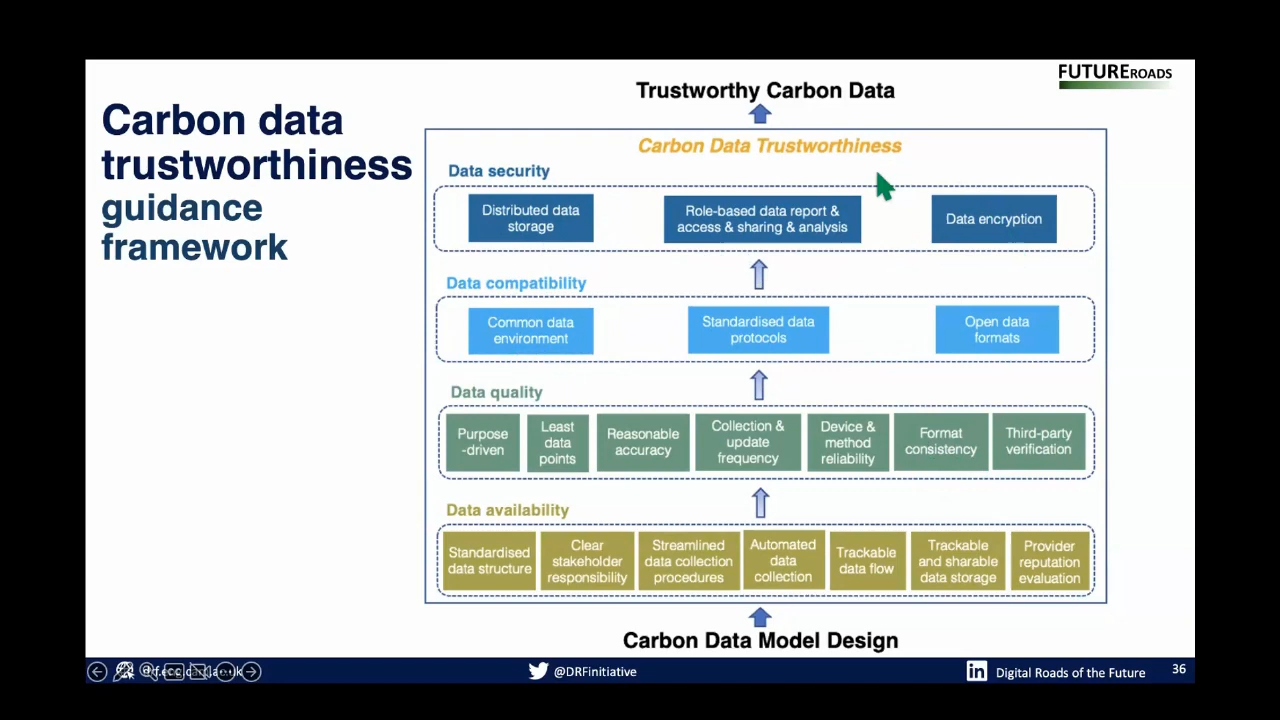 FUTUREROADS
Carbon data
trustworthiness
guidance
framework
Trustworthy Carbon Data
Carbon Data Trustworthiness
Data security
Distributed data
storage
Role-based data report &
access & sharing & analysis
Data encryption
Data compatibility
Common data
environment
Standardised data
protocols
Open data
formats
Data quality
Purpose
-driven
Least
data
points
Reasonable
accuracy
Collection &
update
frequency
Device &
method
reliability
Format
consistency
Third-party
verification
Data availability
Standardised
data structure
Clear
stakeholder
responsibility
Streamlined
data collection
procedures
Automated
data
collection
Trackable
data flow
Trackable
and sharable
data storage
Provider
reputation
evaluation
Carbon Data Model Design
@DRFinitiative
in
Digital Roads of the Future
36